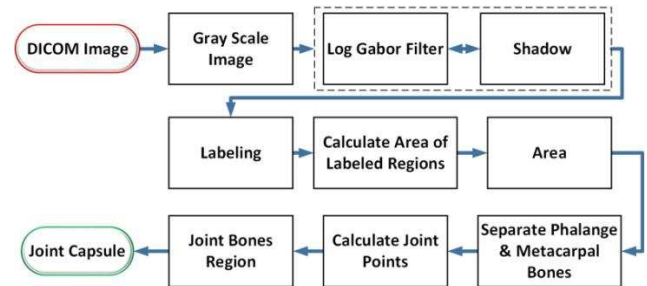 DICOM Image
Gray Scale
Image
Log Gabor Filter
Shadow
Labeling
Calculate Area of
Labeled Regions
Area
Separate Phalange
& Metacarpal
Bones
Calculate Joint
Points
Joint Bones
Region
Joint Capsule